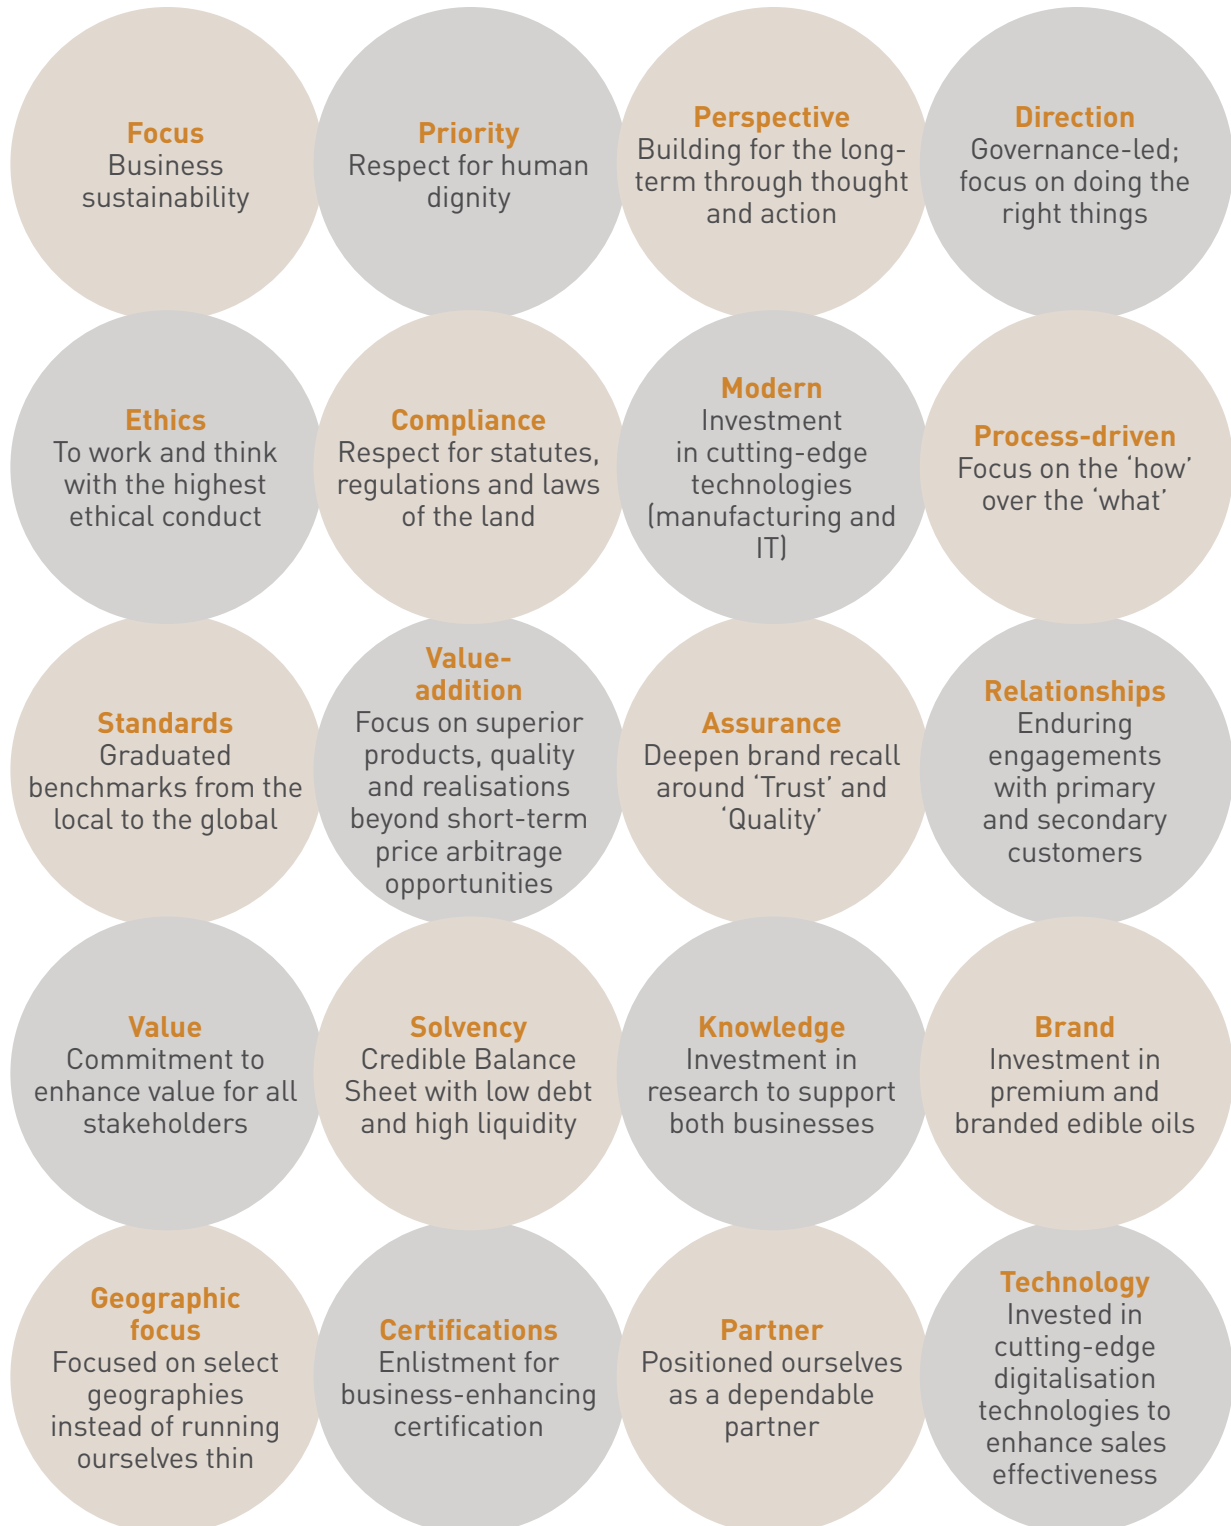 Focus
Business
sustainability
Priority
Respect for human
dignity
Perspective
Building for the long-
term through thought
and action
Direction
Governance-led;
focus on doing the
right things
Ethics
To work and think
with the highest
ethical conduct
Compliance
Respect for statutes,
regulations and laws
of the land
Modern
Investment
in cutting-edge
technologies
(manufacturing and
IT)
Process-driven
Focus on the ‘how’
over the ‘what’
Standards
Graduated
benchmarks from the
local to the global
Value-
addition
Focus on superior
products, quality
and realisations
beyond short-term
price arbitrage
opportunities
Assurance
Deepen brand recall
around ‘Trust’ and
‘Quality’
Relationships
Enduring
engagements
with primary
and secondary
customers
Value
Commitment to
enhance value for all
stakeholders
Solvency
Credible Balance
Sheet with low debt
and high liquidity
Knowledge
Investment in
research to support
both businesses
Brand
Investment in
premium and
branded edible oils
Geographic
focus
Focused on select
geographies
instead of running
ourselves thin
Certifications
Enlistment for
business-enhancing
certification
Partner
Positioned ourselves
as a dependable
partner
Technology
Invested in
cutting-edge
digitalisation
technologies to
enhance sales
effectiveness